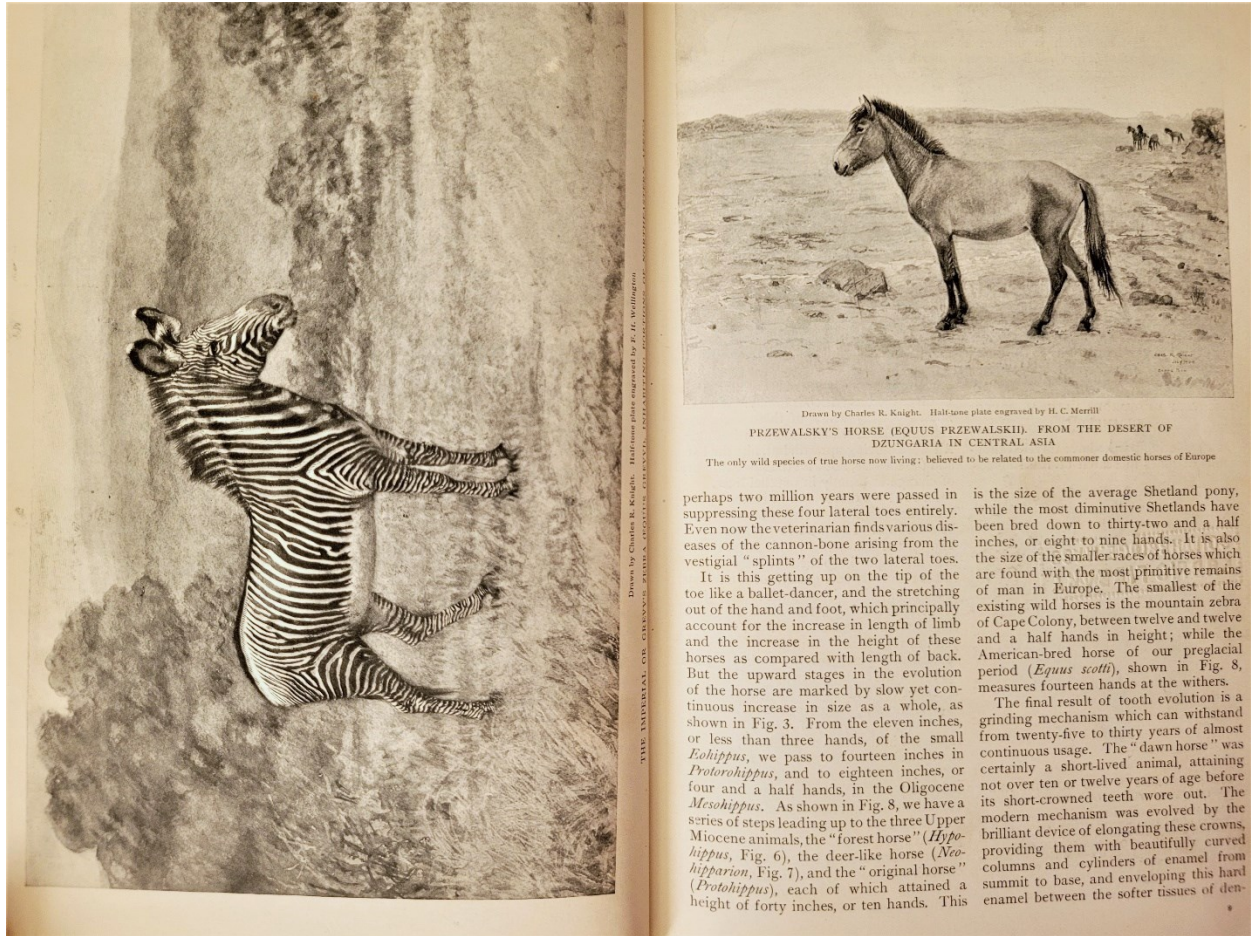 Drawn by Charles R. Knight. Half-tone plate engraved by F. H. Wellington
THE IMPERIAL OR GREVY'S ZEBRA (EQUUS GREVYI), INHABITING PORTIONS OF
Drawn by Charles R. Knight. Half-tone plate engraved by H. C. Merrill
PRZEWALSKY'S HORSE (EQUUS PRZEWALSKII). FROM THE DESERT OF
DZUNGARIA IN CENTRAL ASIA
The only wild species of true horse now living; believed to be related to the commoner domestic horses of Europe
perhaps two million years were passed in
suppressing these four lateral toes entirely.
Even now the veterinarian finds various dis-
eases of the cannon-bone arising from the
vestigial "splints" of the two lateral toes.
It is this getting up on the tip of the
toe like a ballet-dancer, and the stretching
out of the hand and foot, which principally
account for the increase in length of limb
and the increase in the height of these
horses as compared with length of back.
But the upward stages in the evolution
of the horse are marked by slow yet con-
tinuous increase in size as a whole, as
shown in Fig. 3. From the eleven inches,
or less than three hands, of the small
Eohippus, we pass to fourteen inches in
Protorohippus, and to eighteen inches, or
four and a half hands, in the Oligocene
Mesohippus. As shown in Fig. 8, we have a
series of steps leading up to the three Upper
Miocene animals, the "forest horse" (Hypo-
hippus, Fig. 6), the deer-like horse (Neo-
hipparion, Fig. 7), and the "original horse"
(Protohippus), each of which attained a
height of forty inches, or ten hands. This
is the size of the average Shetland pony,
while the most diminutive Shetlands have
been bred down to thirty-two and a half
inches, or eight to nine hands. It is also
the size of the smaller races of horses which
are found with the most primitive remains
of man in Europe. The smallest of the
existing wild horses is the mountain zebra
of Cape Colony, between twelve and twelve
and a half hands in height; while the
American-bred horse of our preglacial
period (Equus scotti), shown in Fig. 8,
measures fourteen hands at the withers.
The final result of tooth evolution is a
grinding mechanism which can withstand
from twenty-five to thirty years of almost
continuous usage. The "dawn horse" was
certainly a short-lived animal, attaining
not over ten or twelve years of age before
its short-crowned teeth wore out. The
modern mechanism was evolved by the
brilliant device of elongating these crowns,
providing them with beautifully curved
columns and cylinders of enamel from
summit to base, and enveloping this hard
enamel between the softer tissues of den-